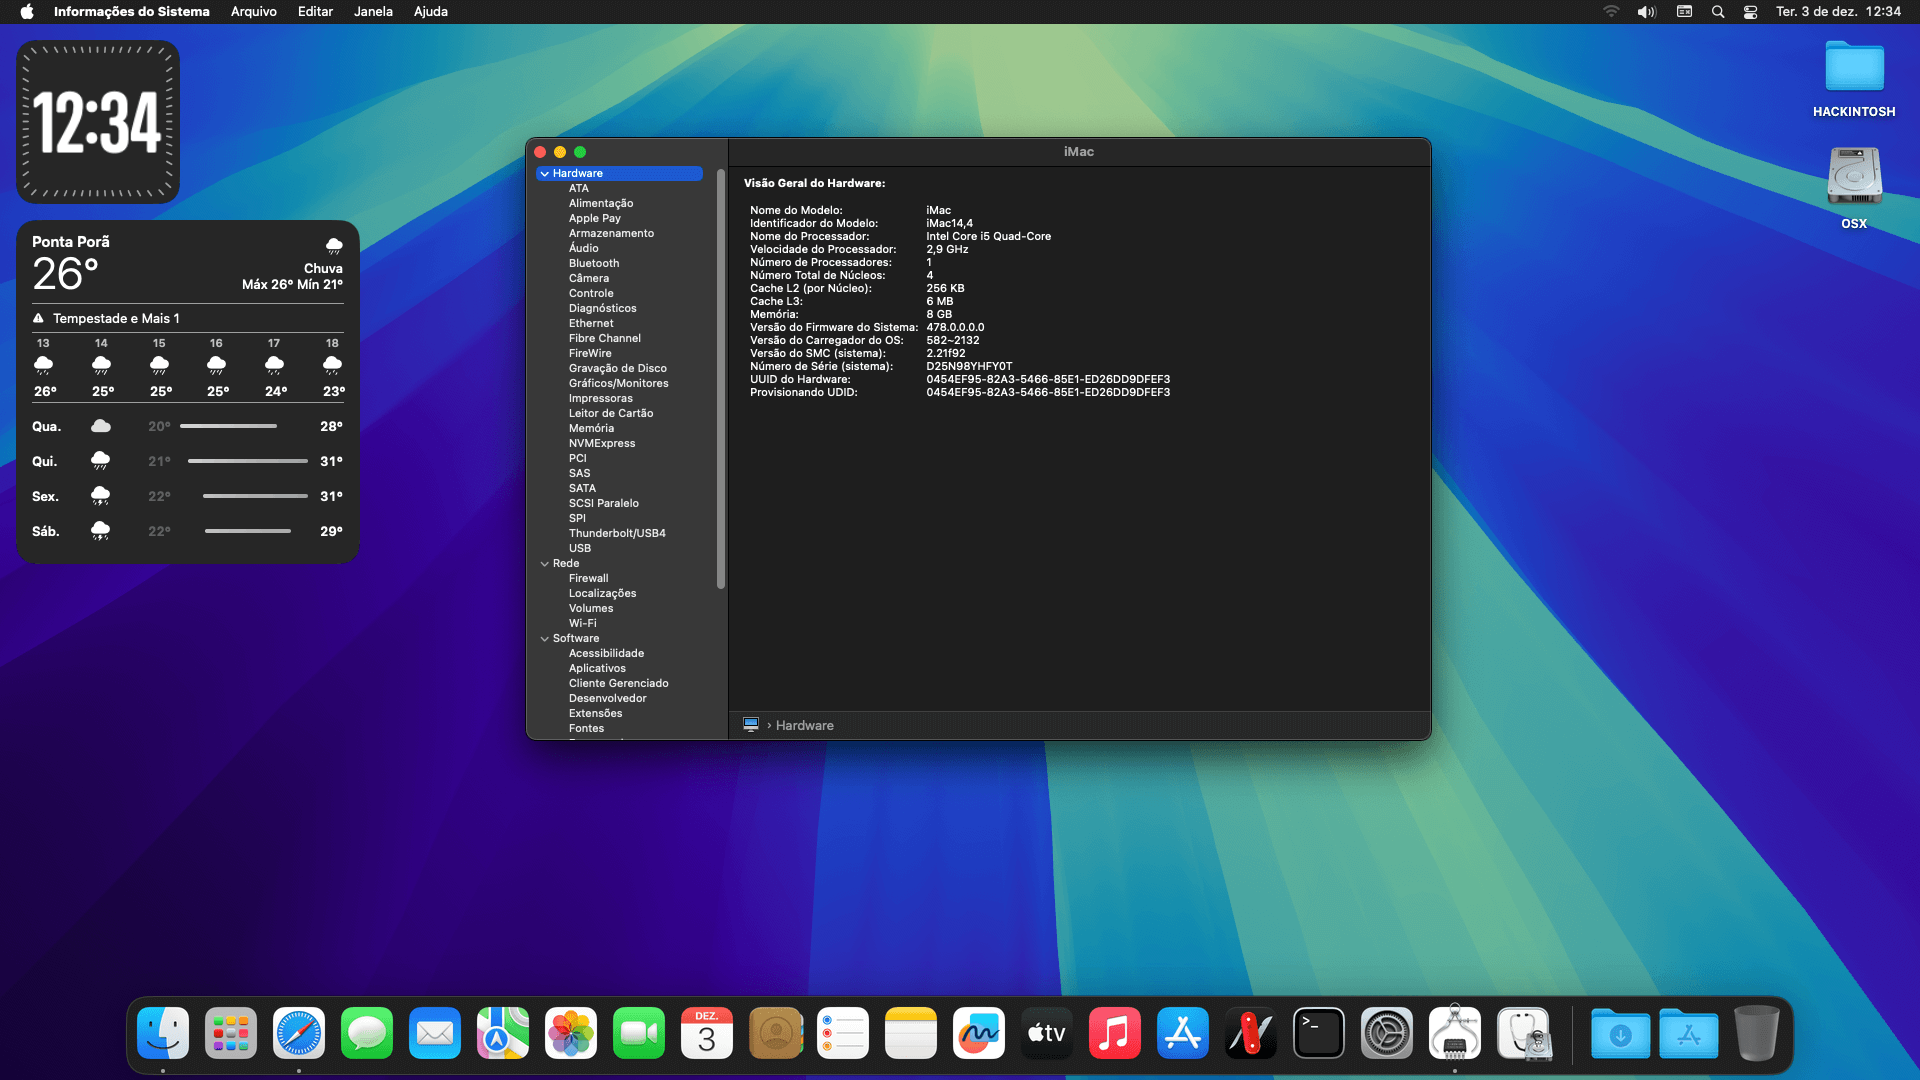 Informações do Sistema Arquivo Editar Janela Ajuda
Ter. 3 de dez. 12:34
12:34
Ponta Porã
26°
Chuva
Máx 26° Mín 21°
Tempestade e Mais 1
13 14 15 16 17 18
26° 25° 25° 25° 24° 23°
Qua. 20° 28°
Qui. 21° 31°
Sex. 22° 31°
Sáb. 22° 29°
HACKINTOSH
OSX
iMac
Hardware
ATA
Alimentação
Apple Pay
Armazenamento
Áudio
Bluetooth
Câmera
Controle
Diagnósticos
Ethernet
Fibre Channel
FireWire
Gravação de Disco
Gráficos/Monitores
Impressoras
Leitor de Cartão
Memória
NVMExpress
PCI
SAS
SATA
SCSI Paralelo
SPI
Thunderbolt/USB4
USB
Rede
Firewall
Localizações
Volumes
Wi-Fi
Software
Acessibilidade
Aplicativos
Cliente Gerenciado
Desenvolvedor
Extensões
Fontes
Visão Geral do Hardware:
Nome do Modelo: iMac
Identificador do Modelo: iMac14,4
Nome do Processador: Intel Core i5 Quad-Core
Velocidade do Processador: 2,9 GHz
Número de Processadores: 1
Número Total de Núcleos: 4
Cache L2 (por Núcleo): 256 KB
Cache L3: 6 MB
Memória: 8 GB
Versão do Firmware do Sistema: 478.0.0.0.0
Versão do Carregador do OS: 582~2132
Versão do SMC (sistema): 2.21f92
Número de Série (sistema): D25N98YHFY0T
UUID do Hardware: 0454EF95-82A3-5466-85E1-ED26DD9DFEF3
Provisionando UDID: 0454EF95-82A3-5466-85E1-ED26DD9DFEF3
› Hardware
DEZ.
3
tv
>_